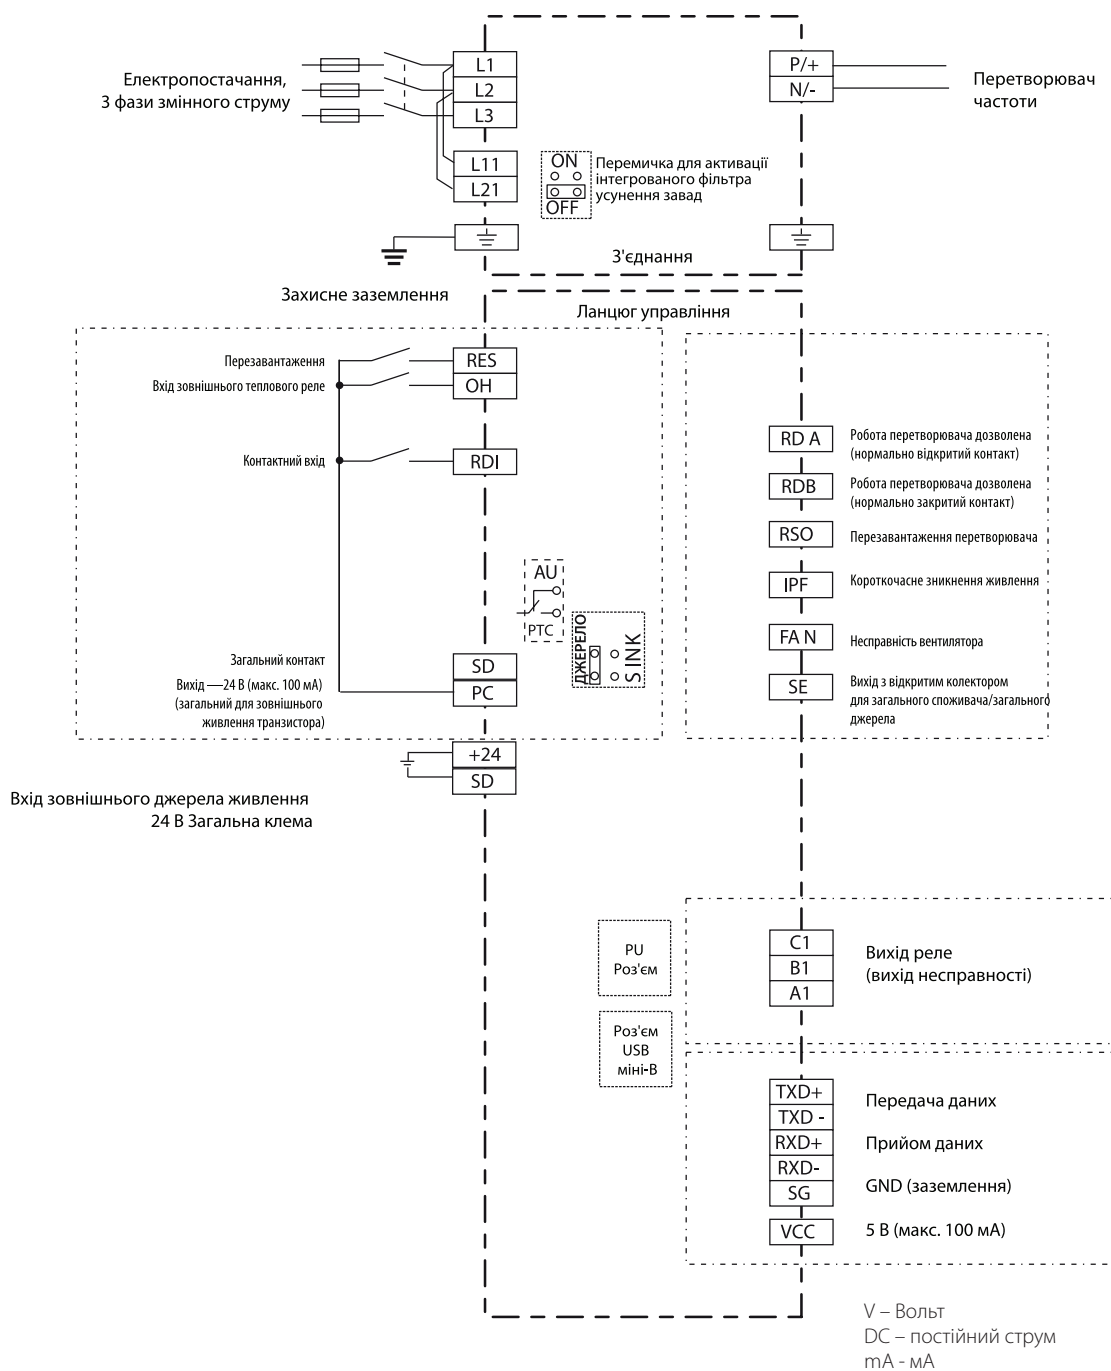 Електропостачання,
3 фази змінного струму
L1
L2
L3
L11
L21
ON
OFF
Перемичка для активації
інтегрованого фільтра
усунення завад
P/+
N/-
Перетворювач
частоти
З'єднання
Захисне заземлення
Ланцюг управління
Перезавантаження
RES
Вхід зовнішнього теплового реле
OH
Контактний вхід
RDI
AU
PTC
ДЖЕРЕЛО
SINK
Загальний контакт
SD
Вихід —24 В (макс. 100 мА)
(загальний для зовнішнього
живлення транзистора)
PC
+24
SD
Вхід зовнішнього джерела живлення
24 В Загальна клема
RD A
Робота перетворювача дозволена
(нормально відкритий контакт)
RDB
Робота перетворювача дозволена
(нормально закритий контакт)
RSO
Перезавантаження перетворювача
IPF
Короткочасне зникнення живлення
FA N
Несправність вентилятора
SE
Вихід з відкритим колектором
для загального споживача/загального
джерела
PU
Роз'єм
Роз'єм
USB
міні-B
C1
B1
A1
Вихід реле
(вихід несправності)
TXD+
TXD -
RXD+
RXD-
SG
VCC
Передача даних
Прийом даних
GND (заземлення)
5 В (макс. 100 мА)
V – Вольт
DC – постійний струм
mA - мА